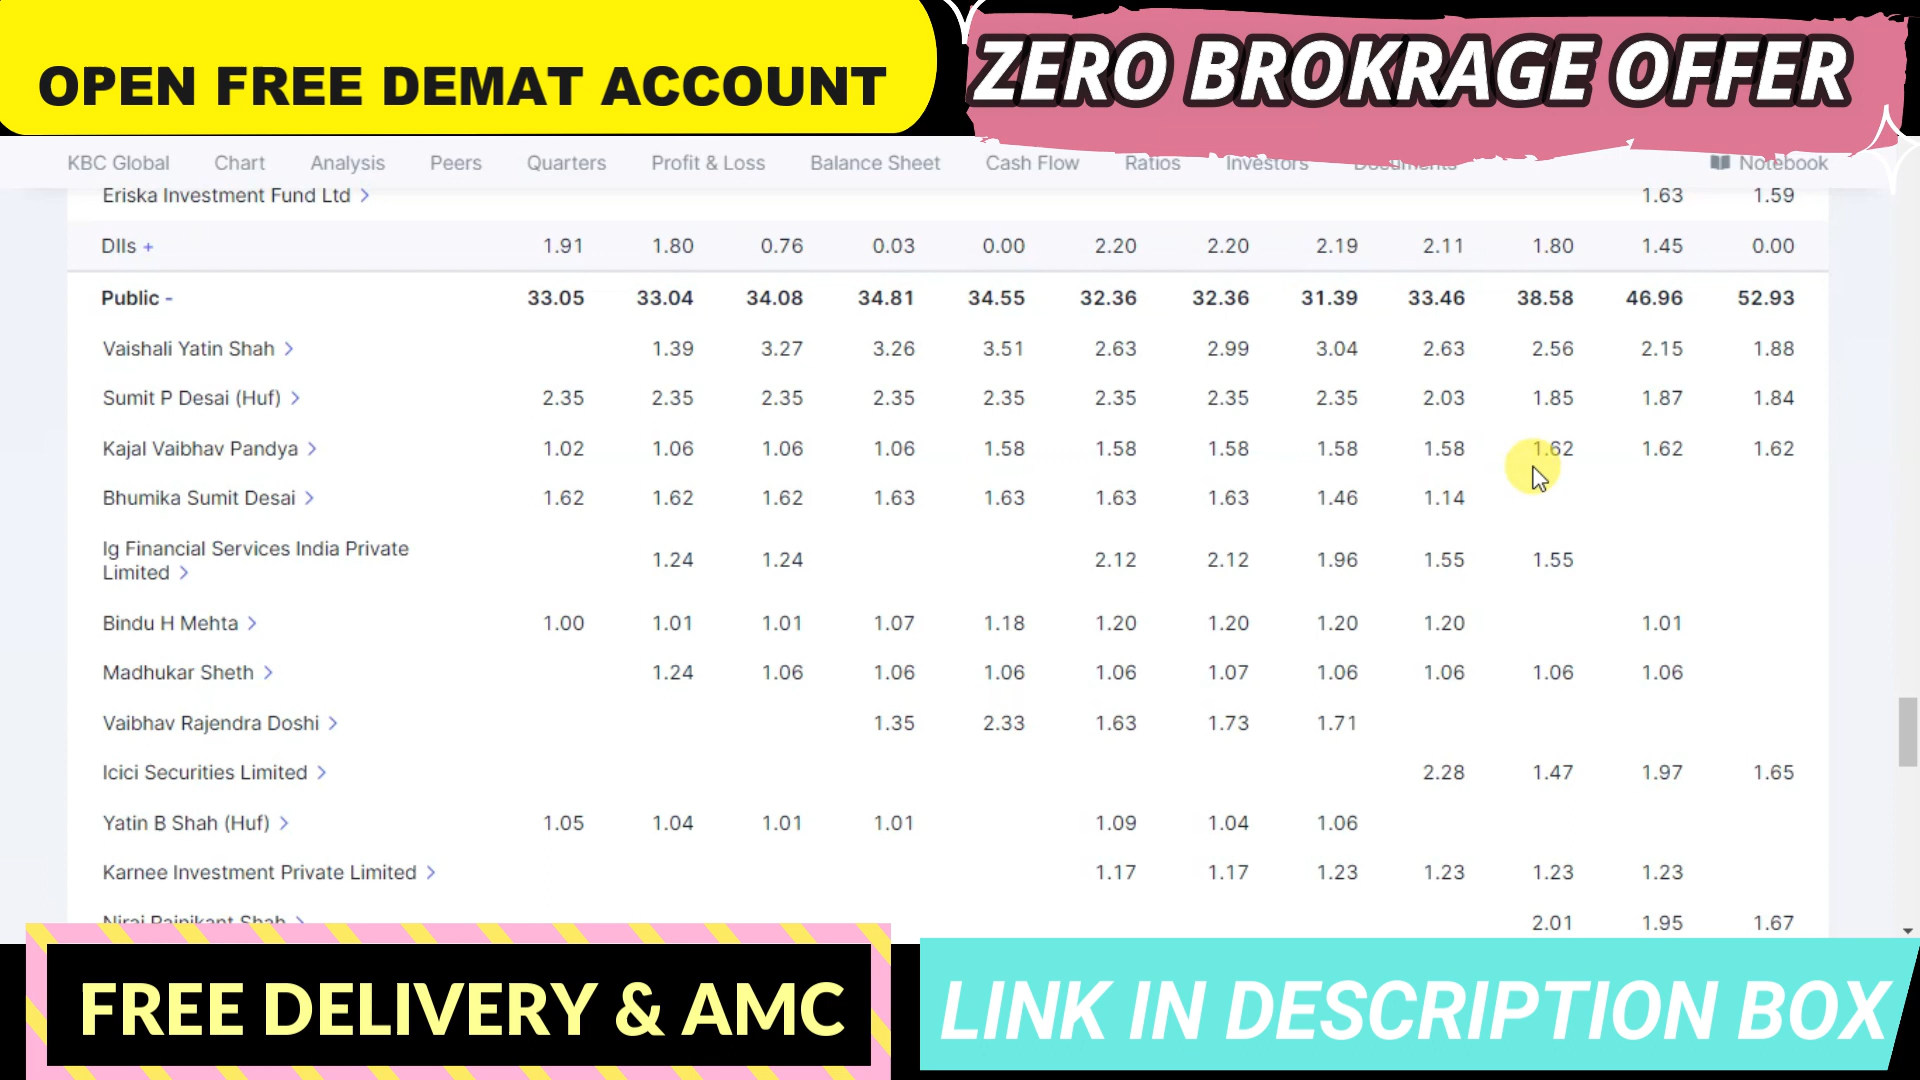 OPEN FREE DEMAT ACCOUNT
ZERO BROKRAGE OFFER
KBC Global Chart Analysis Peers Quarters Profit & Loss Balance Sheet Cash Flow Ratios Investors Documents Notebook
Eriska Investment Fund Ltd > 1.63 1.59
DIIs + 1.91 1.80 0.76 0.03 0.00 2.20 2.20 2.19 2.11 1.80 1.45 0.00
Public - 33.05 33.04 34.08 34.81 34.55 32.36 32.36 31.39 33.46 38.58 46.96 52.93
Vaishali Yatin Shah > 1.39 3.27 3.26 3.51 2.63 2.99 3.04 2.63 2.56 2.15 1.88
Sumit P Desai (Huf) > 2.35 2.35 2.35 2.35 2.35 2.35 2.35 2.35 2.03 1.85 1.87 1.84
Kajal Vaibhav Pandya > 1.02 1.06 1.06 1.06 1.58 1.58 1.58 1.58 1.58 1.62 1.62 1.62
Bhumika Sumit Desai > 1.62 1.62 1.62 1.63 1.63 1.63 1.63 1.46 1.14
Ig Financial Services India Private
Limited > 1.24 1.24 2.12 2.12 1.96 1.55 1.55
Bindu H Mehta > 1.00 1.01 1.01 1.07 1.18 1.20 1.20 1.20 1.20 1.01
Madhukar Sheth > 1.24 1.06 1.06 1.06 1.06 1.07 1.06 1.06 1.06 1.06
Vaibhav Rajendra Doshi > 1.35 2.33 1.63 1.73 1.71
Icici Securities Limited > 2.28 1.47 1.97 1.65
Yatin B Shah (Huf) > 1.05 1.04 1.01 1.01 1.09 1.04 1.06
Karnee Investment Private Limited > 1.17 1.17 1.23 1.23 1.23 1.23
Niraj Rajnikant Shah > 2.01 1.95 1.67
FREE DELIVERY & AMC
LINK IN DESCRIPTION BOX